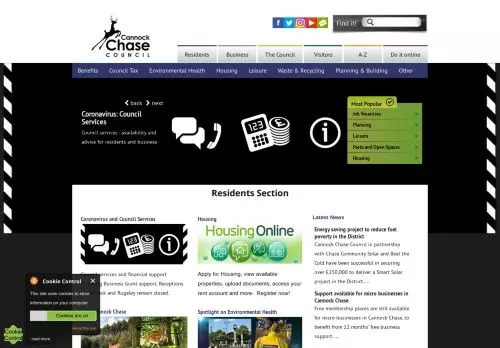 Cannock
Chase
COUNCIL
Find it!
Residents
Business
The Council
Visitors
A-Z
Do it online
Benefits
Council Tax
Environmental Health
Housing
Leisure
Waste & Recycling
Planning & Building
Other
back
next
Coronavirus: Council
Services
Council services - availability and
advice for residents and business
Most Popular
Job Vacancies
Planning
Leisure
Parks and Open Spaces
Housing
Residents Section
Coronavirus and Council Services
services and financial support
Business Grant support. Receptions
and Rugeley remain closed.
Chase
Housing
Housing Online
Apply for Housing, view available
properties, upload documents, access your
rent account and more Register now!
Spotlight on Environmental Health
Latest News
Energy saving project to reduce fuel
poverty in the District
Cannock Chase Council in partnership
with Chase Community Solar and Beat the
Cold have been successful in securing
over £250,000 to deliver a Smart Solar
project in the District....
Support available for micro businesses in
Cannock Chase
Free membership places are still available
for micro businesses in Cannock Chase, to
benefit from 12 months' free business
support. ...
Cookie Control
This site uses cookies to store
information on your computer.
Cookies are on
About this tool
read more
Cookie
Control